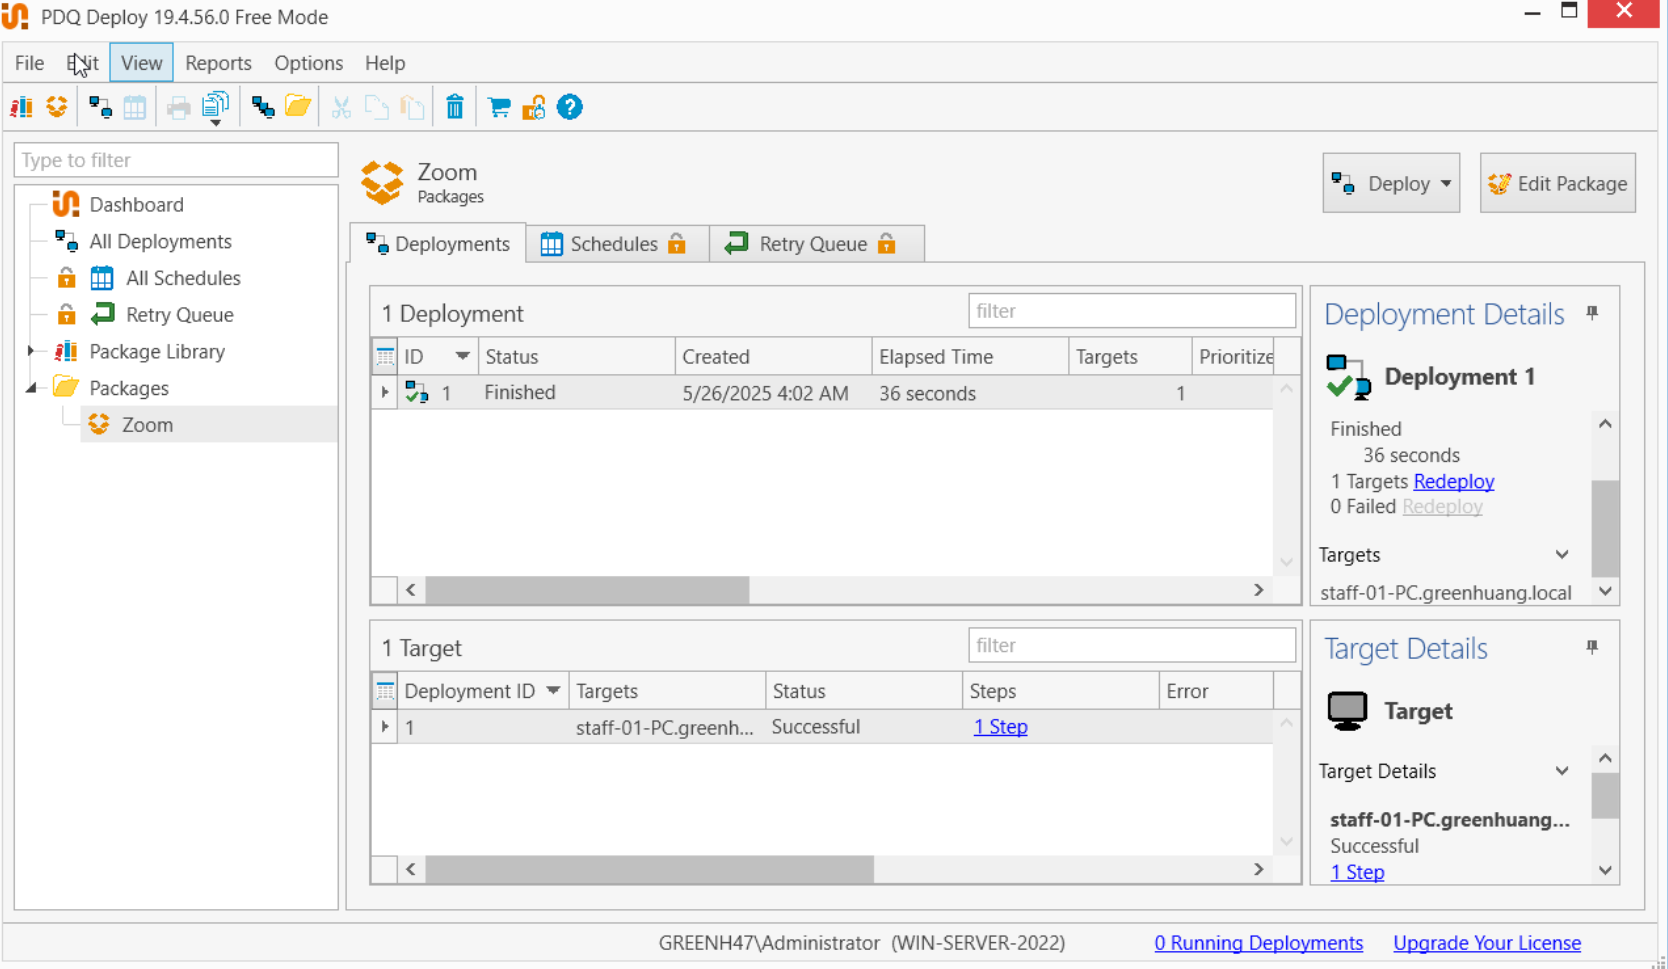 PDQ Deploy 19.4.56.0 Free Mode
File Edit View Reports Options Help
Type to filter
Dashboard
All Deployments
All Schedules
Retry Queue
Package Library
Packages
Zoom
Zoom
Packages
Deploy
Edit Package
Deployments
Schedules
Retry Queue
1 Deployment
filter
ID Status Created Elapsed Time Targets Prioritize
1 Finished 5/26/2025 4:02 AM 36 seconds 1
Deployment Details
Deployment 1
Finished
36 seconds
1 Targets Redeploy
0 Failed Redeploy
Targets
staff-01-PC.greenhuang.local
1 Target
filter
Deployment ID Targets Status Steps Error
1 staff-01-PC.greenh... Successful 1 Step
Target Details
Target
Target Details
staff-01-PC.greenhuang...
Successful
1 Step
GREENH47\Administrator (WIN-SERVER-2022)
0 Running Deployments
Upgrade Your License